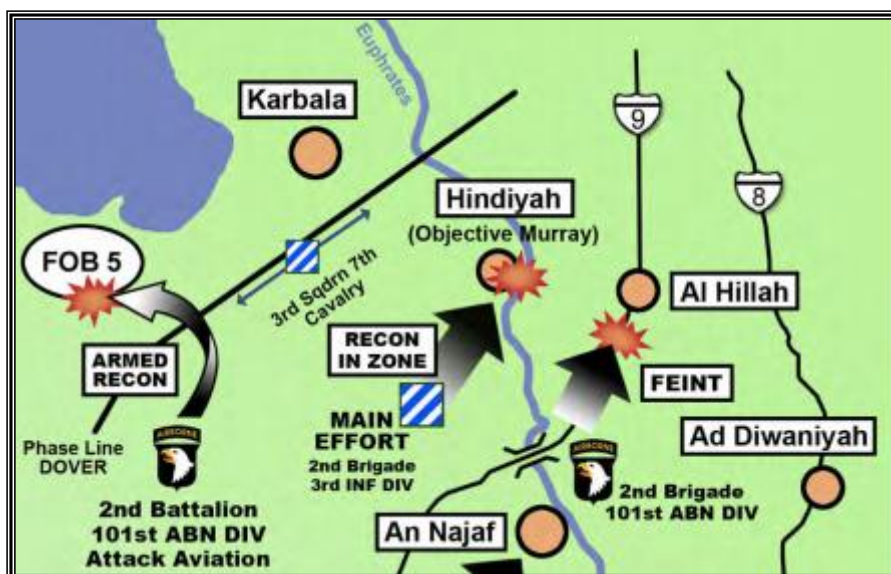 Euphrates
Karbala
9
8
Hindiyah
(Objective Murray)
FOB 5
3rd Sqdrn 7th
Cavalry
Al Hillah
ARMED
RECON
RECON
IN ZONE
FEINT
MAIN
EFFORT
2nd Brigade
3rd INF DIV
Phase Line
DOVER
Ad Diwaniyah
AIRBORNE
2nd Battalion
101st ABN DIV
Attack Aviation
AIRBORNE
2nd Brigade
101st ABN DIV
An Najaf